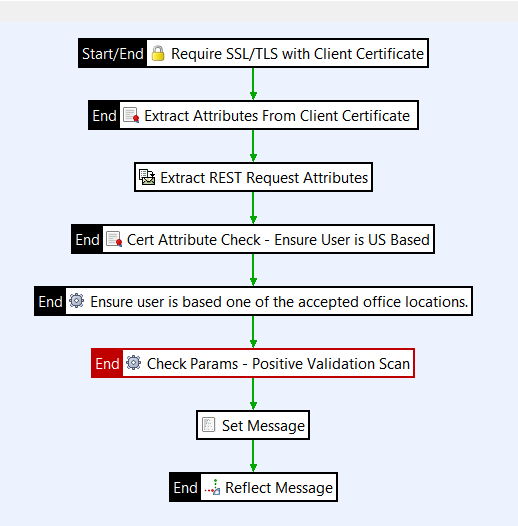 Start/End Require SSL/TLS with Client Certificate
End Extract Attributes From Client Certificate
Extract REST Request Attributes
End Cert Attribute Check - Ensure User is US Based
End Ensure user is based one of the accepted office locations.
End Check Params - Positive Validation Scan
Set Message
End Reflect Message